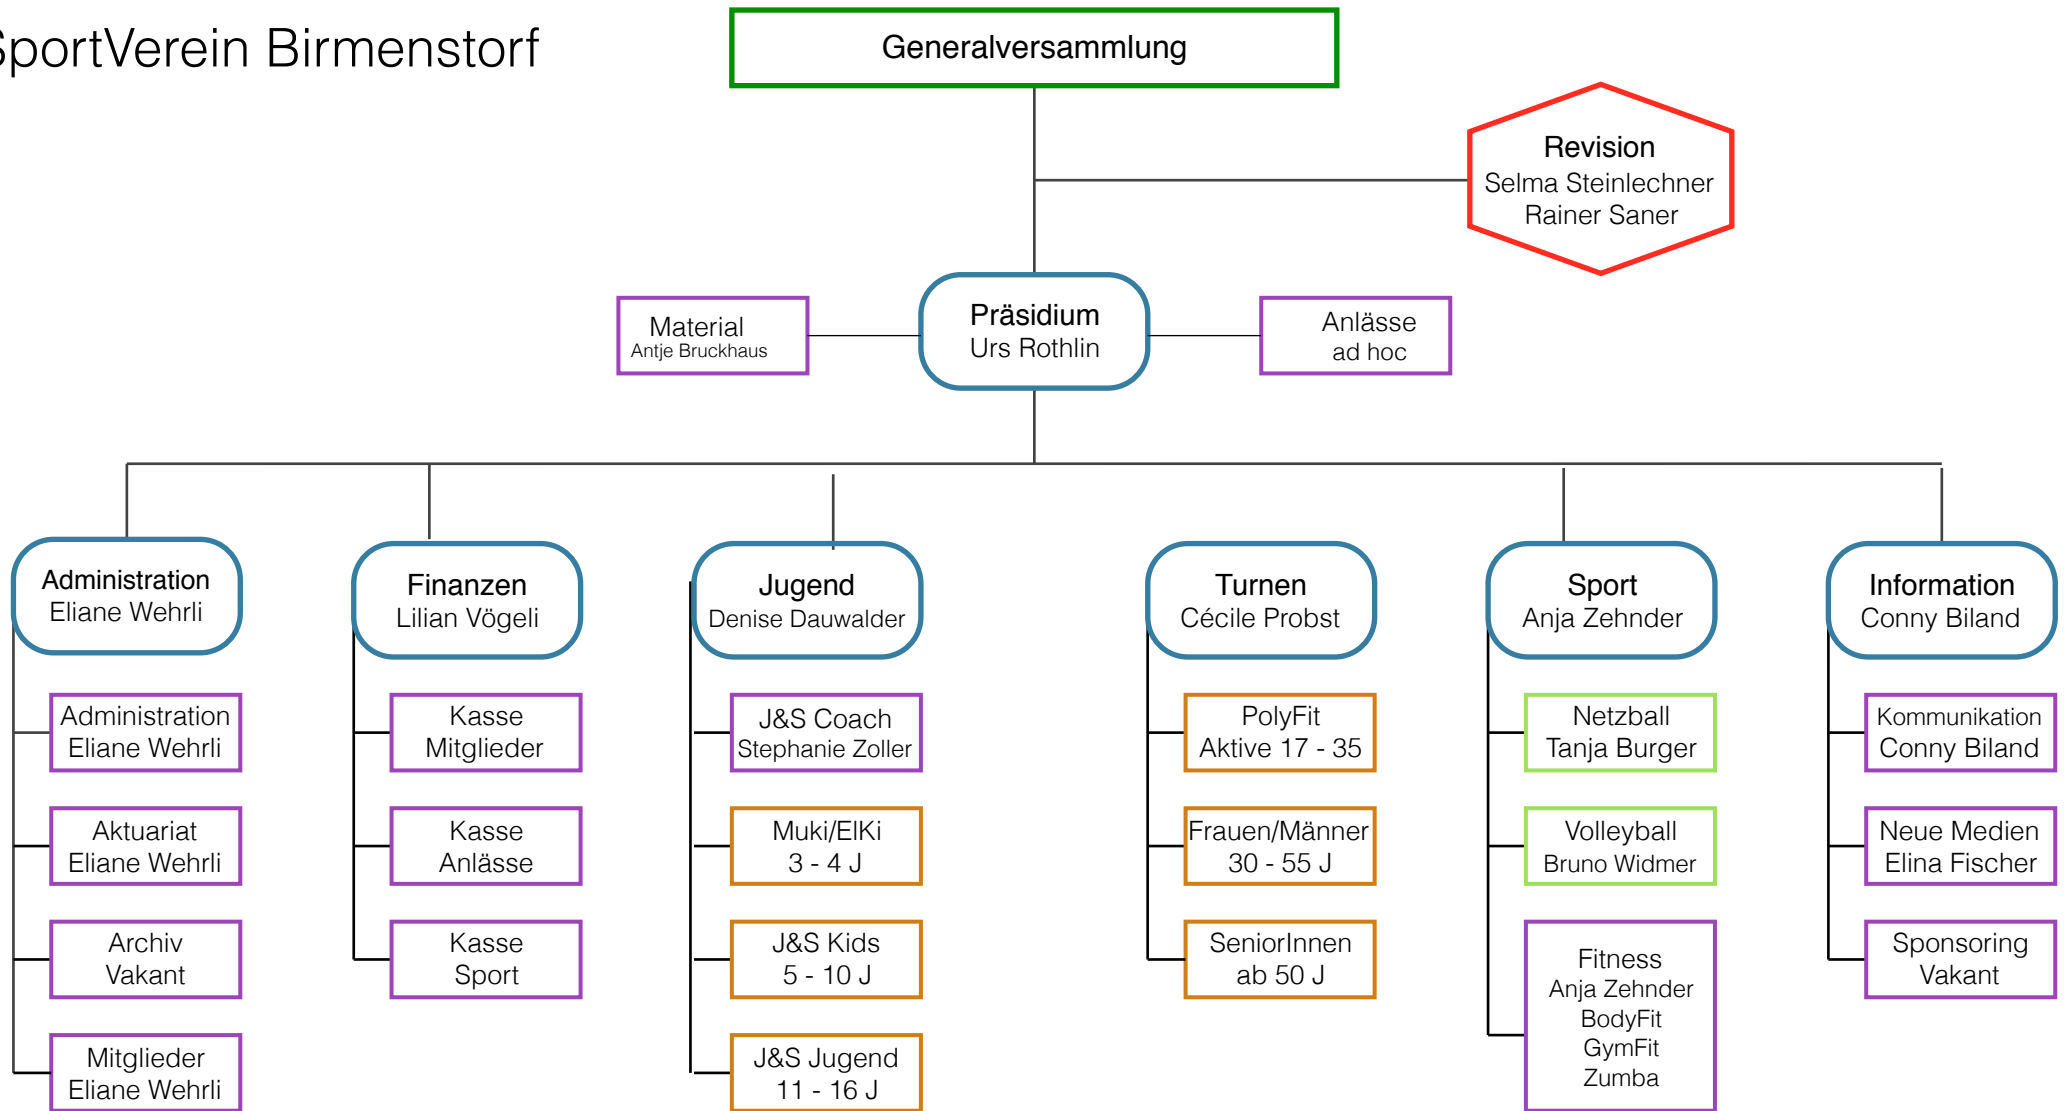 SportVerein Birmenstorf
Generalversammlung
Revision
Selma Steinlechner
Rainer Saner
Material
Antje Bruckhaus
Präsidium
Urs Rothlin
Anlässe
ad hoc
Administration
Eliane Wehrli
Administration
Eliane Wehrli
Aktuariat
Eliane Wehrli
Archiv
Vakant
Mitglieder
Eliane Wehrli
Finanzen
Lilian Vögeli
Kasse
Mitglieder
Kasse
Anlässe
Kasse
Sport
Jugend
Denise Dauwalder
J&S Coach
Stephanie Zoller
Muki/ElKi
3 - 4 J
J&S Kids
5 - 10 J
J&S Jugend
11 - 16 J
Turnen
Cécile Probst
PolyFit
Aktive 17 - 35
Frauen/Männer
30 - 55 J
SeniorInnen
ab 50 J
Sport
Anja Zehnder
Netzball
Tanja Burger
Volleyball
Bruno Widmer
Fitness
Anja Zehnder
BodyFit
GymFit
Zumba
Information
Conny Biland
Kommunikation
Conny Biland
Neue Medien
Elina Fischer
Sponsoring
Vakant